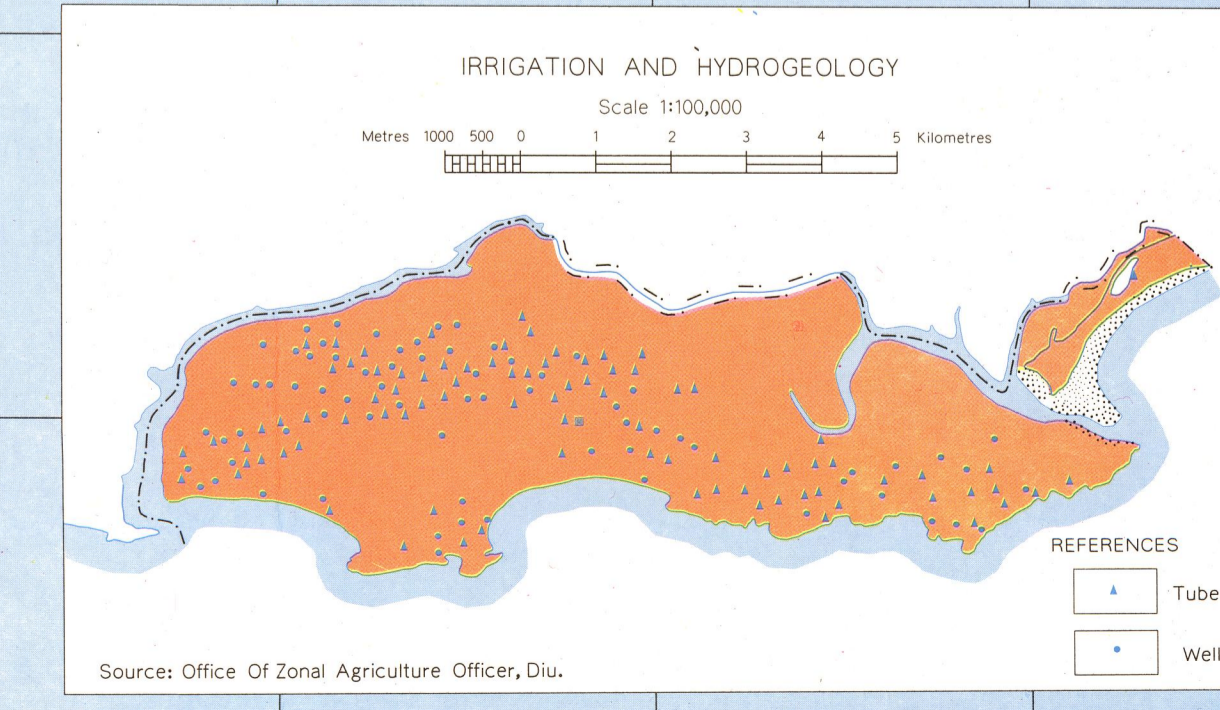 IRRIGATION AND HYDROGEOLOGY
Scale 1:100,000
Metres 1000 500 0 1 2 3 4 5 Kilometres
REFERENCES
Tube
Well
Source: Office Of Zonal Agriculture Officer, Diu.